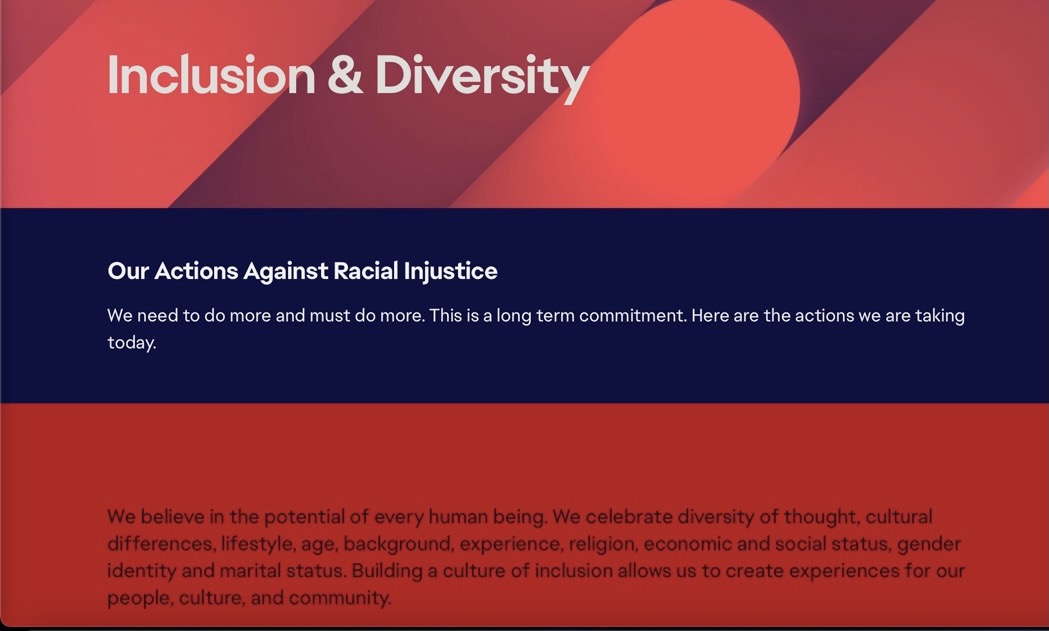 Inclusion & Diversity
Our Actions Against Racial Injustice
We need to do more and must do more. This is a long term commitment. Here are the actions we are taking
today.
We believe in the potential of every human being. We celebrate diversity of thought, cultural
differences, lifestyle, age, background, experience, religion, economic and social status, gender
identity and marital status. Building a culture of inclusion allows us to create experiences for our
people, culture, and community.